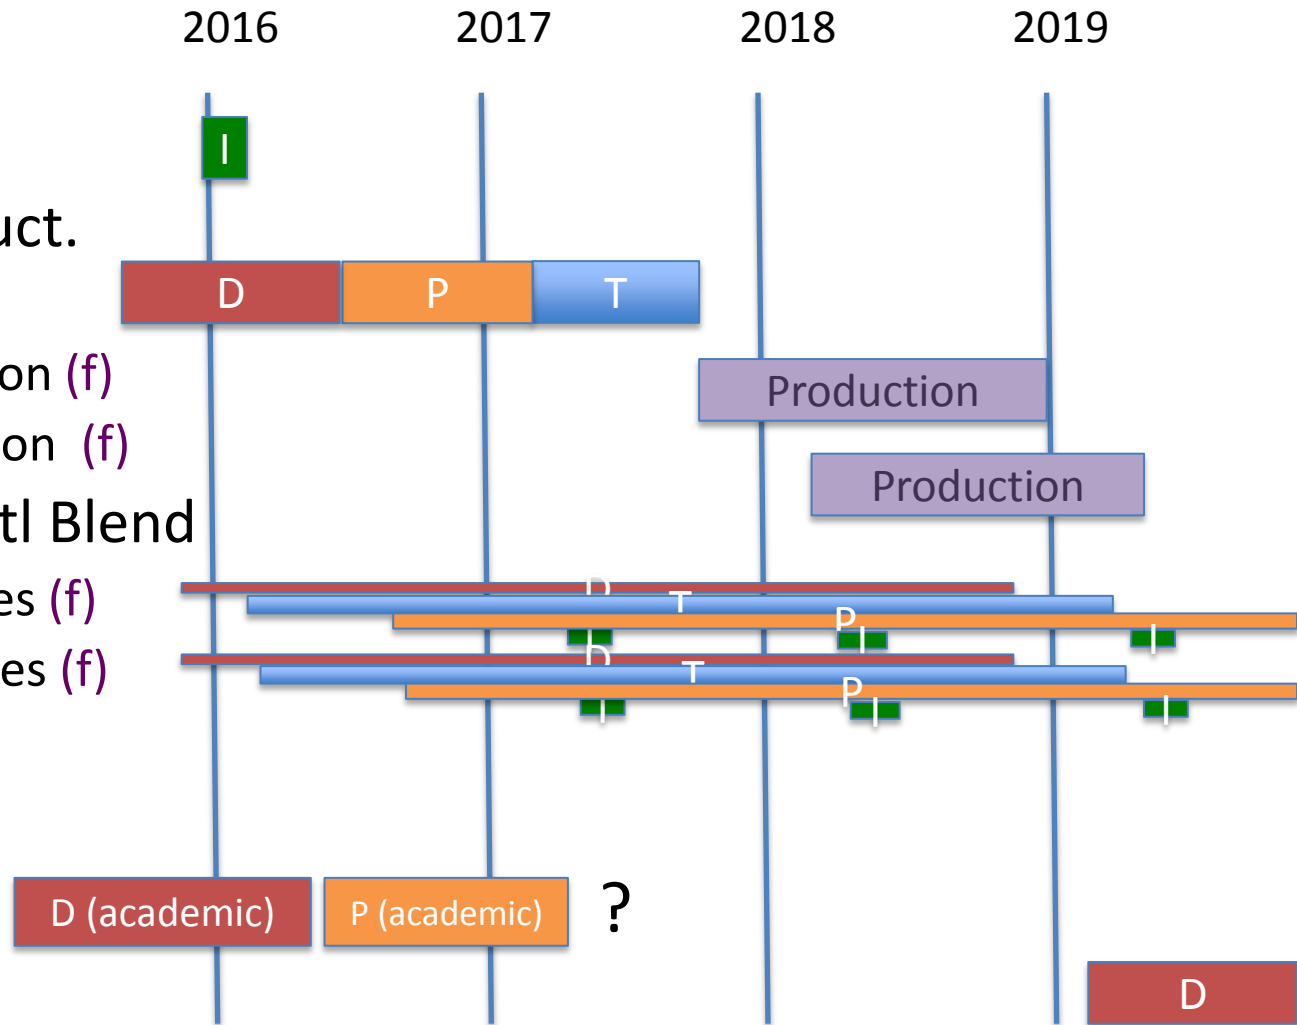 2016 2017 2018 2019
I
uct.
D P T
on (f) Production
on (f) Production
tl Blend
es (f) D T P
I I I
es (f) D T P
I I I
D (academic) P (academic) ?
D